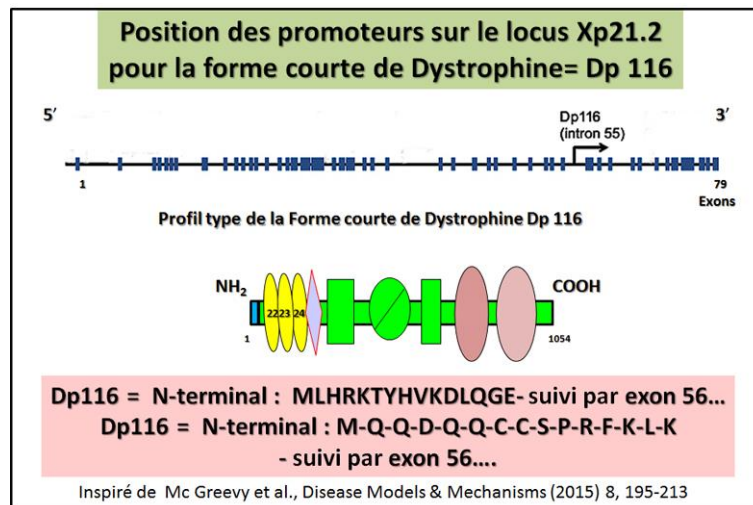 Position des promoteurs sur le locus Xp21.2
pour la forme courte de Dystrophine= Dp 116
5′ 3′
Dp116
(intron 55)
1 79
Exons
Profil type de la Forme courte de Dystrophine Dp 116
NH2 COOH
22 23 24
1 1054
Dp116 = N-terminal : MLHRKTYHVKDLQGE- suivi par exon 56...
Dp116 = N-terminal : M-Q-Q-D-Q-Q-C-C-S-P-R-F-K-L-K
- suivi par exon 56....
Inspiré de Mc Greevy et al., Disease Models & Mechanisms (2015) 8, 195-213